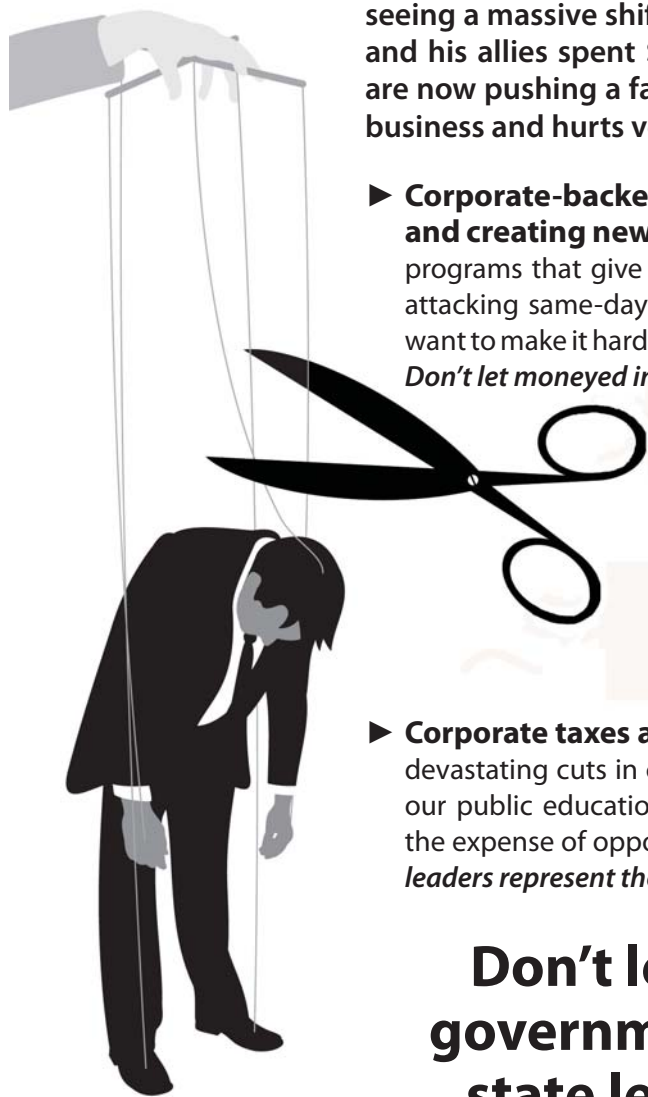 seeing a massive shif
and his allies spent
are now pushing a fa
business and hurts v
► Corporate-backe
and creating new
programs that give
attacking same-day
want to make it hard
Don't let moneyed in
► Corporate taxes a
devastating cuts in
our public education
the expense of oppo
leaders represent the
Don't le
governm
state le